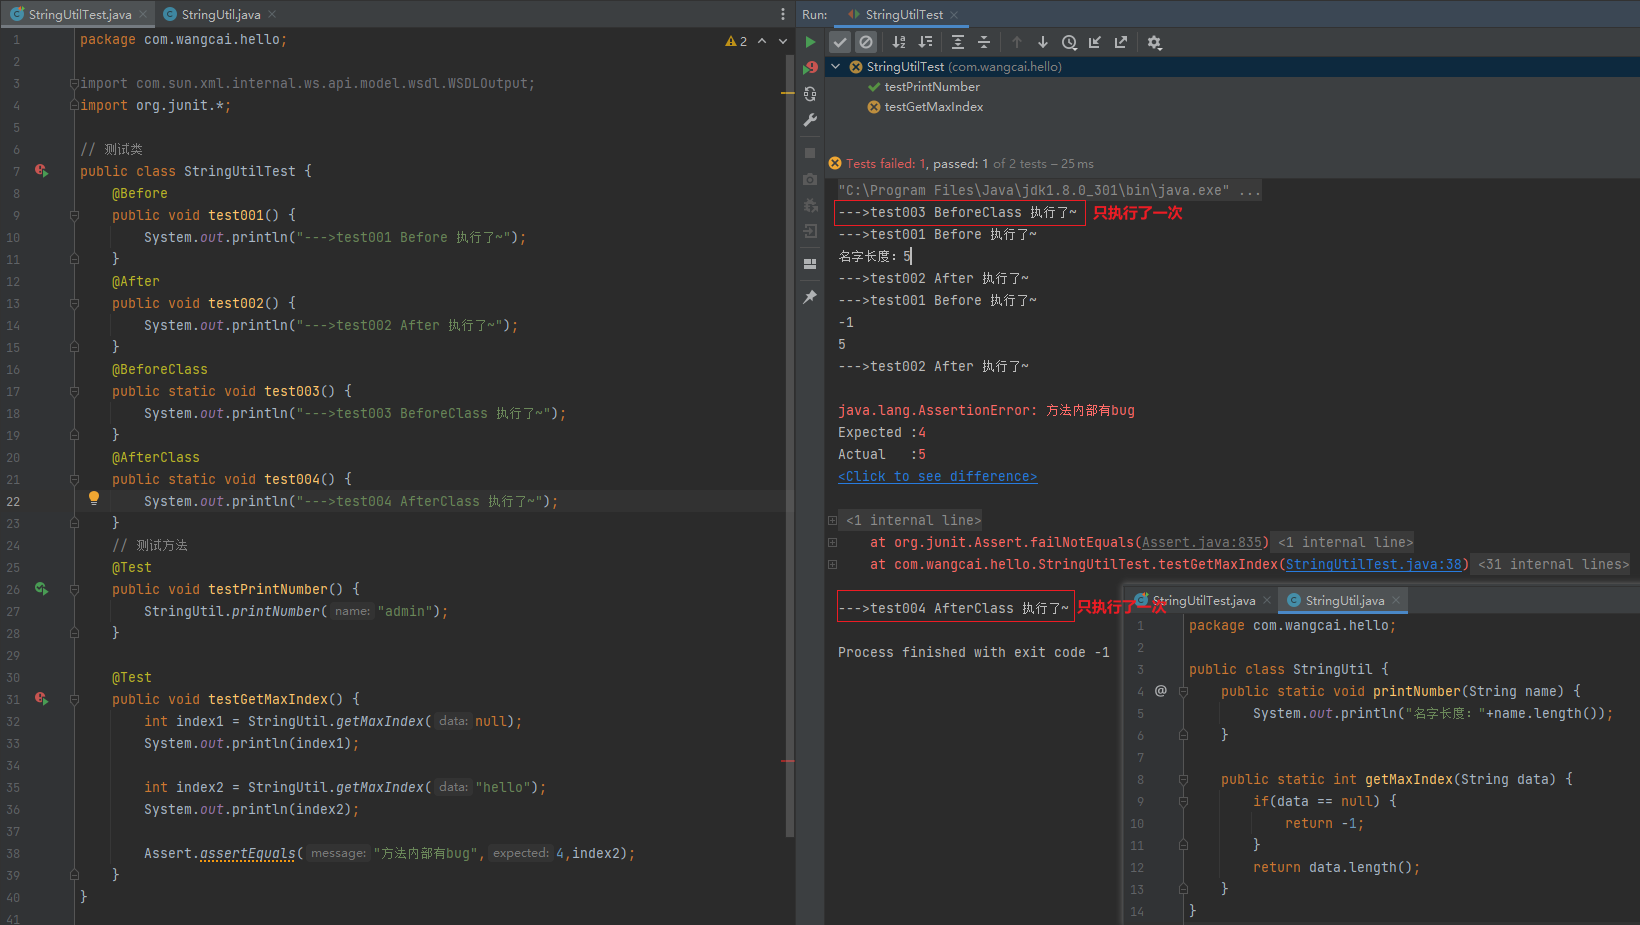 StringUtilTest.java
StringUtil.java
1 package com.wangcai.hello;
2
3 import com.sun.xml.internal.ws.api.model.wsdl.WSDLOutput;
4 import org.junit.*;
5
6 // 测试类
7 public class StringUtilTest {
8 @Before
9 public void test001() {
10 System.out.println("--->test001 Before 执行了~");
11 }
12 @After
13 public void test002() {
14 System.out.println("--->test002 After 执行了~");
15 }
16 @BeforeClass
17 public static void test003() {
18 System.out.println("--->test003 BeforeClass 执行了~");
19 }
20 @AfterClass
21 public static void test004() {
22 System.out.println("--->test004 AfterClass 执行了~");
23 }
24 // 测试方法
25 @Test
26 public void testPrintNumber() {
27 StringUtil.printNumber( name: "admin");
28 }
29
30 @Test
31 public void testGetMaxIndex() {
32 int index1 = StringUtil.getMaxIndex( data: null);
33 System.out.println(index1);
34
35 int index2 = StringUtil.getMaxIndex( data: "hello");
36 System.out.println(index2);
37
38 Assert.assertEquals( message: "方法内部有bug", expected: 4,index2);
39 }
40 }
41
2
Run: StringUtilTest
StringUtilTest (com.wangcai.hello)
testPrintNumber
testGetMaxIndex
Tests failed: 1, passed: 1 of 2 tests – 25 ms
"C:\Program Files\Java\jdk1.8.0_301\bin\java.exe" ...
--->test003 BeforeClass 执行了~ 只执行了一次
--->test001 Before 执行了~
名字长度：5
--->test002 After 执行了~
--->test001 Before 执行了~
-1
5
--->test002 After 执行了~
java.lang.AssertionError: 方法内部有bug
Expected :4
Actual :5
<Click to see difference>
<1 internal line>
at org.junit.Assert.failNotEquals(Assert.java:835) <1 internal line>
at com.wangcai.hello.StringUtilTest.testGetMaxIndex(StringUtilTest.java:38) <31 internal lines>
--->test004 AfterClass 执行了~ 只执行了一次
Process finished with exit code -1
StringUtilTest.java
StringUtil.java
1 package com.wangcai.hello;
2
3 public class StringUtil {
4 @ public static void printNumber(String name) {
5 System.out.println("名字长度："+name.length());
6 }
7
8 public static int getMaxIndex(String data) {
9 if(data == null) {
10 return -1;
11 }
12 return data.length();
13 }
14 }